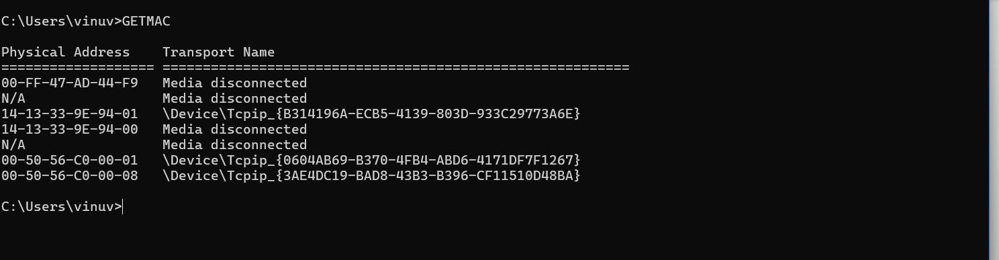 C:\Users\vinuv>GETMAC
Physical Address    Transport Name
=================== ==========================================================
00-FF-47-AD-44-F9   Media disconnected
N/A                 Media disconnected
14-13-33-9E-94-01   \Device\Tcpip_{B314196A-ECB5-4139-803D-933C29773A6E}
14-13-33-9E-94-00   Media disconnected
N/A                 Media disconnected
00-50-56-C0-00-01   \Device\Tcpip_{0604AB69-B370-4FB4-ABD6-4171DF7F1267}
00-50-56-C0-00-08   \Device\Tcpip_{3AE4DC19-BAD8-43B3-B396-CF11510D48BA}
C:\Users\vinuv>